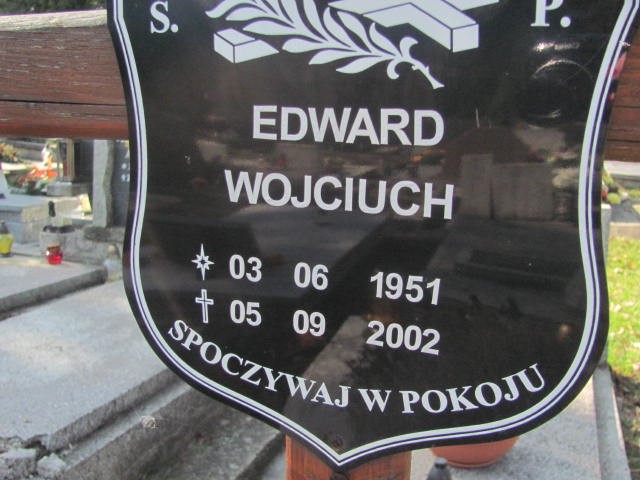 S. P.
EDWARD
WOJCIUCH
03 06 1951
05 09 2002
SPOCZYWAJ W POKOJU